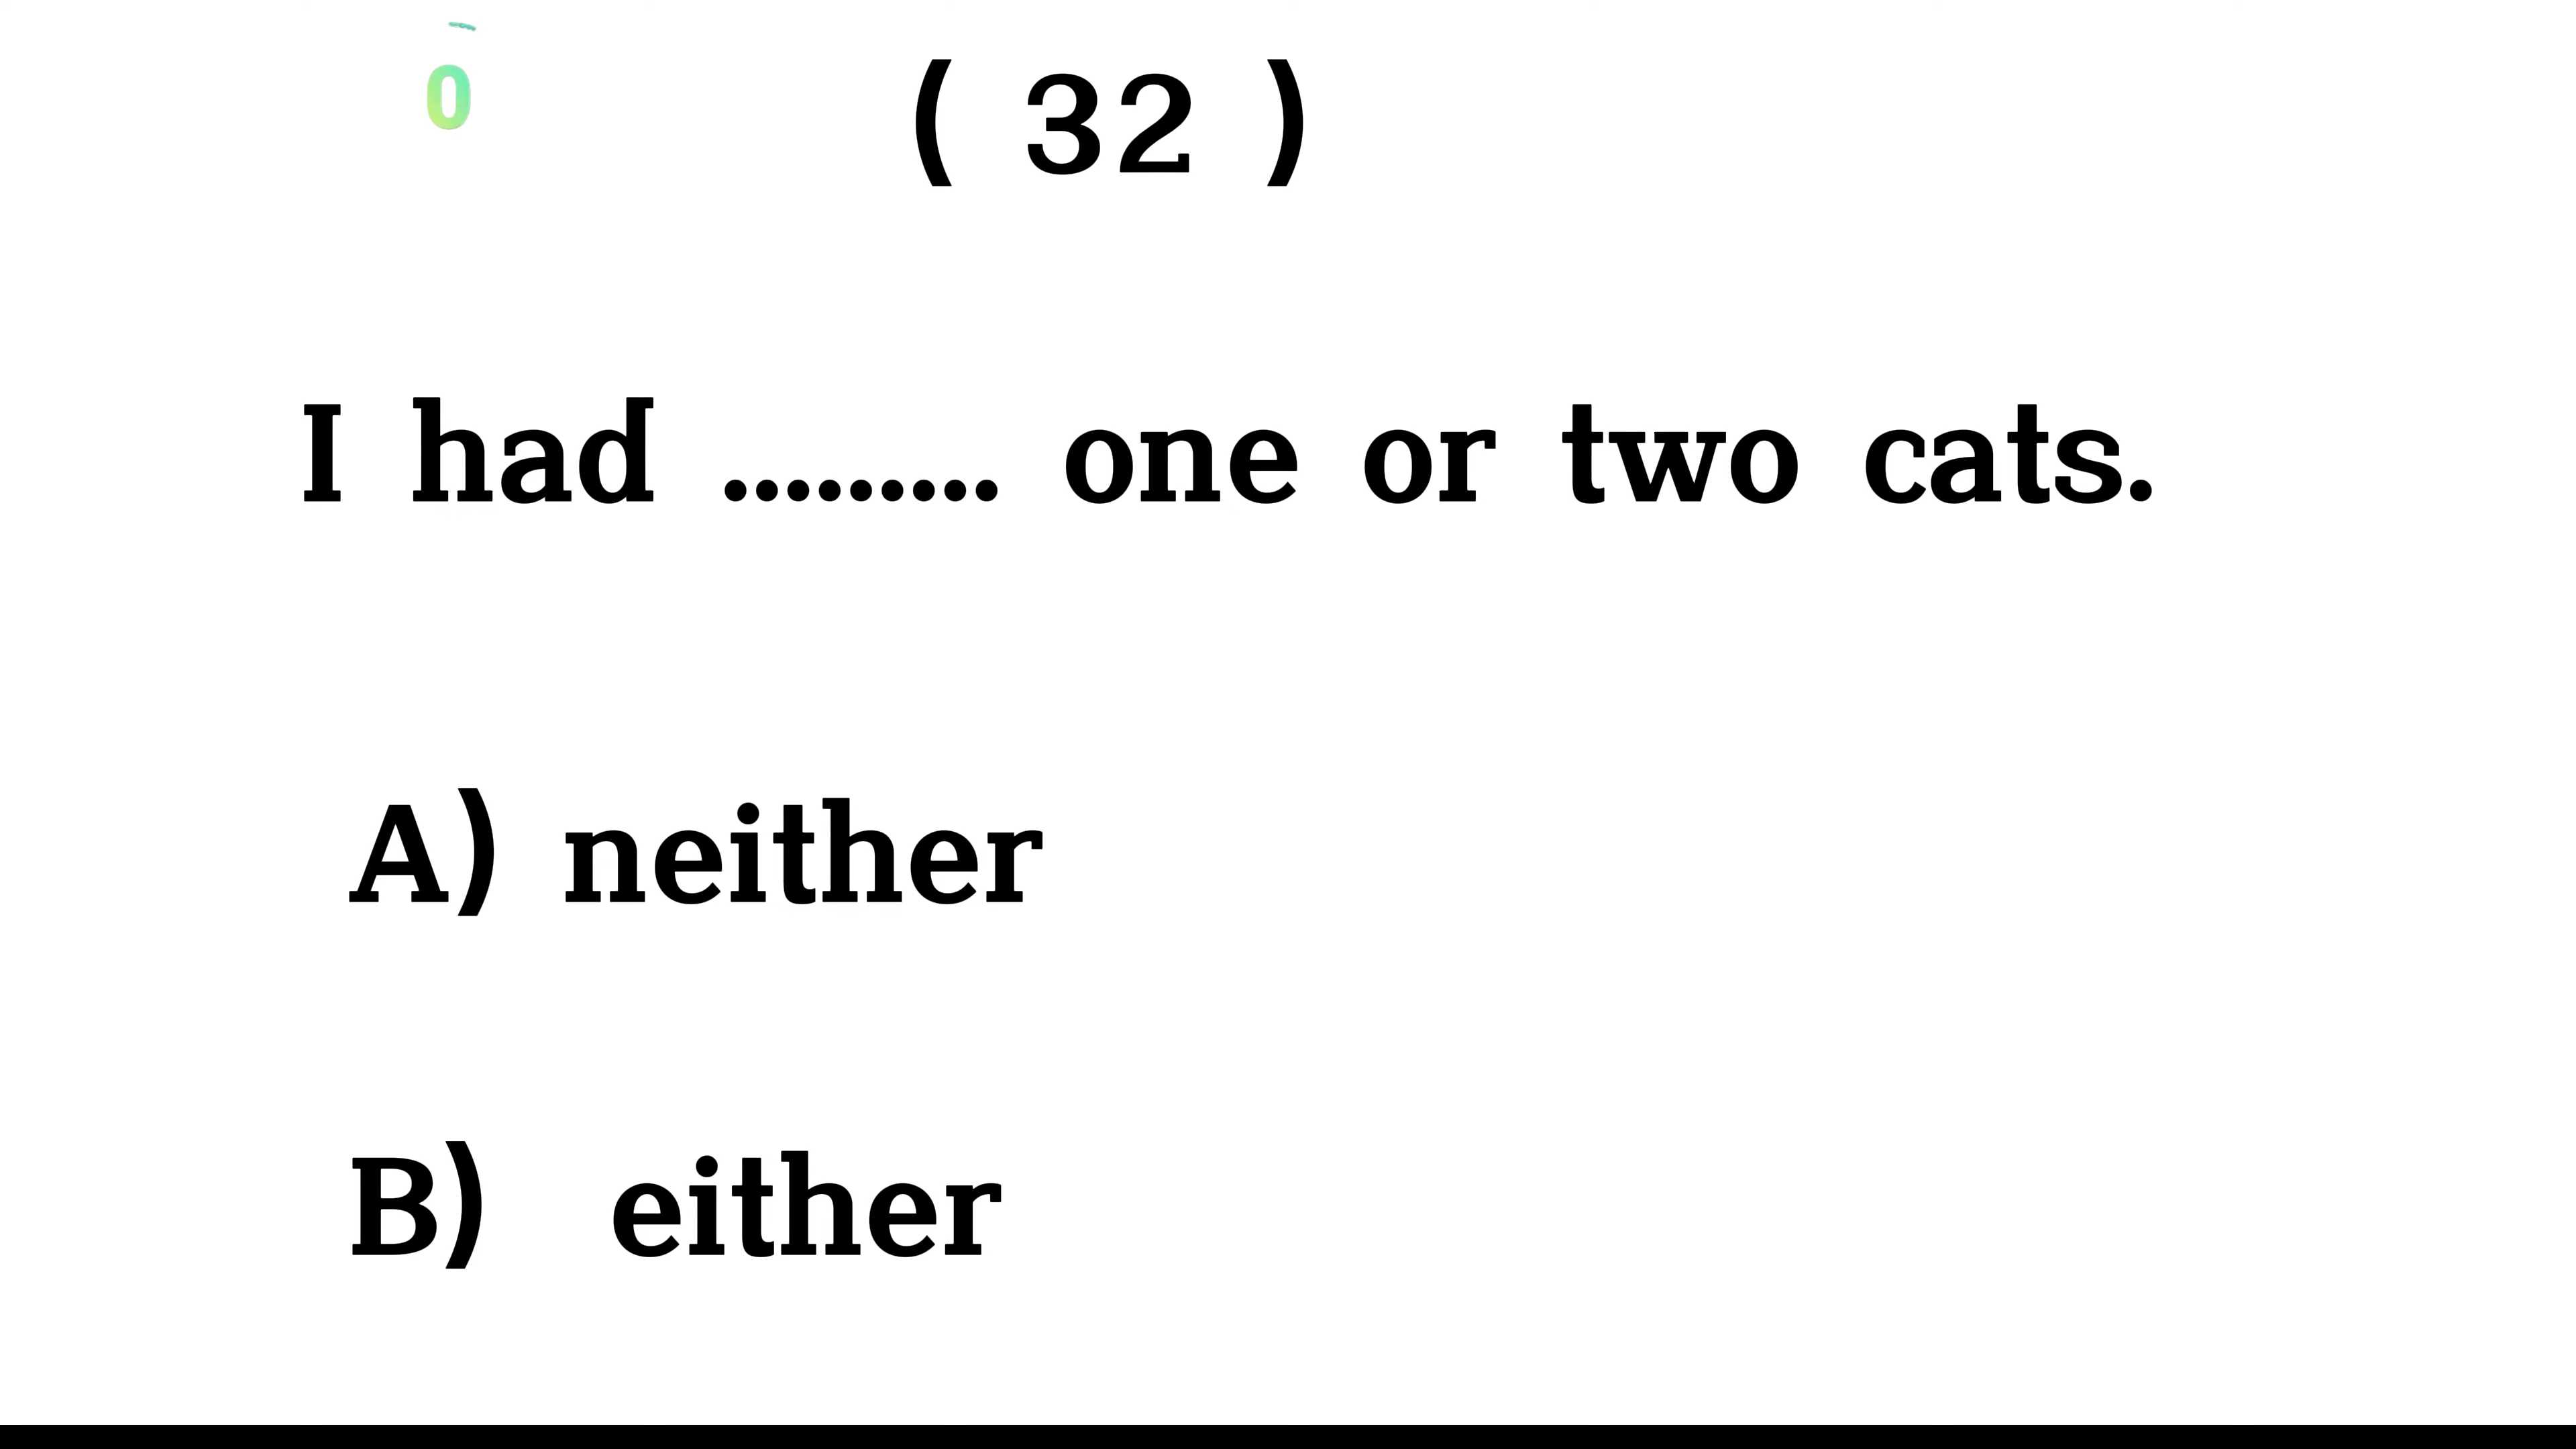 0
( 32 )
I had ......... one or two cats.
A) neither
B) either